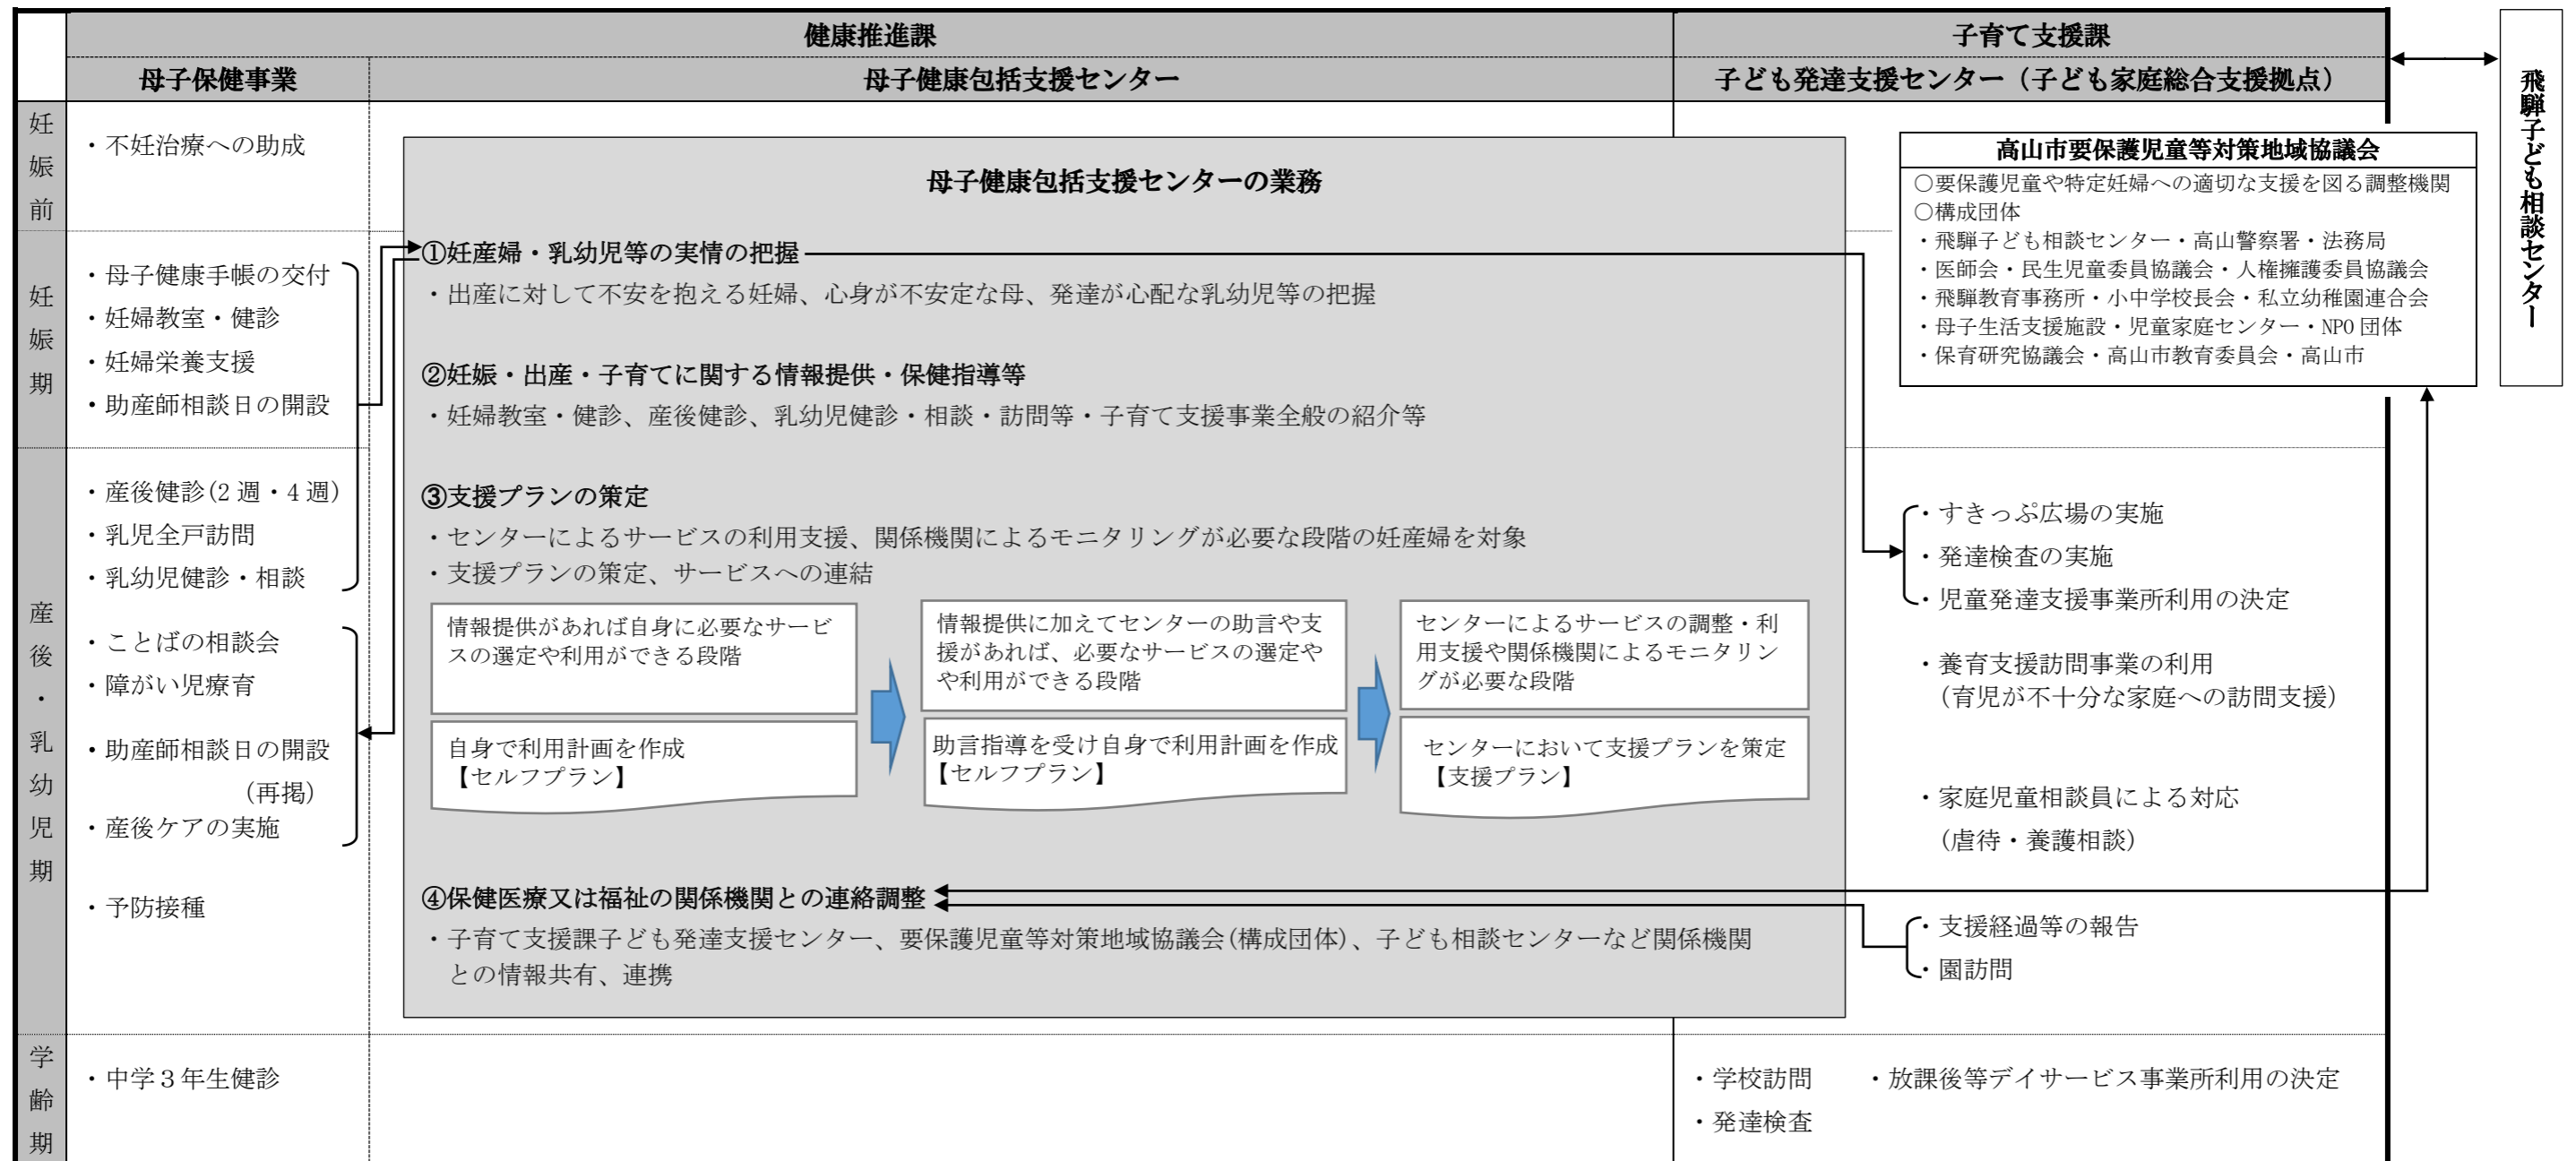 健康推進課
子育て支援課
母子保健事業
母子健康包括支援センター
子ども発達支援センター（子ども家庭総合支援拠点）
飛騨子ども相談センター
妊娠前
・不妊治療への助成
妊娠期
・母子健康手帳の交付
・妊婦教室・健診
・妊婦栄養支援
・助産師相談日の開設
産後・乳幼児期
・産後健診(2週・4週)
・乳児全戸訪問
・乳幼児健診・相談
・ことばの相談会
・障がい児療育
・助産師相談日の開設
（再掲）
・産後ケアの実施
・予防接種
母子健康包括支援センターの業務
①妊産婦・乳幼児等の実情の把握
・出産に対して不安を抱える妊婦、心身が不安定な母、発達が心配な乳幼児等の把握
②妊娠・出産・子育てに関する情報提供・保健指導等
・妊婦教室・健診、産後健診、乳幼児健診・相談・訪問等・子育て支援事業全般の紹介等
③支援プランの策定
・センターによるサービスの利用支援、関係機関によるモニタリングが必要な段階の妊産婦を対象
・支援プランの策定、サービスへの連結
情報提供があれば自身に必要なサービ
スの選定や利用ができる段階
自身で利用計画を作成
【セルフプラン】
情報提供に加えてセンターの助言や支
援があれば、必要なサービスの選定や
や利用ができる段階
助言指導を受け自身で利用計画を作成
【セルフプラン】
センターによるサービスの調整・利
用支援や関係機関によるモニタリン
グが必要な段階
センターにおいて支援プランを策定
【支援プラン】
④保健医療又は福祉の関係機関との連絡調整
・子育て支援課子ども発達支援センター、要保護児童等対策地域協議会(構成団体)、子ども相談センターなど関係機関
との情報共有、連携
高山市要保護児童等対策地域協議会
○要保護児童や特定妊婦への適切な支援を図る調整機関
○構成団体
・飛騨子ども相談センター・高山警察署・法務局
・医師会・民生児童委員協議会・人権擁護委員協議会
・飛騨教育事務所・小中学校長会・私立幼稚園連合会
・母子生活支援施設・児童家庭センター・NPO団体
・保育研究協議会・高山市教育委員会・高山市
・すきっぷ広場の実施
・発達検査の実施
・児童発達支援事業所利用の決定
・養育支援訪問事業の利用
（育児が不十分な家庭への訪問支援）
・家庭児童相談員による対応
（虐待・養護相談）
・支援経過等の報告
・園訪問
学齢期
・中学３年生健診
・学校訪問 ・放課後等デイサービス事業所利用の決定
・発達検査